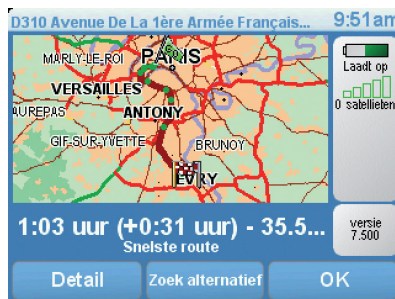 D310 Avenue De La 1ère Armée Français... 9:51am
MARLY-LE-ROI
PARIS
Laadt op
VERSAILLES
0 satellieten
AUREPAS
ANTONY
GIF-SUR-YVETTE
BRUNOY
EVRY
1:03 uur (+0:31 uur) - 35.5...
Snelste route
versie
7.500
Detail
Zoek alternatief
OK